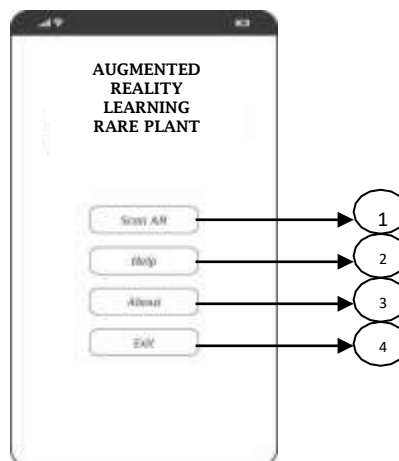 AUGMENTED
REALITY
LEARNING
RARE PLANT
Scan AR
1
Help
2
About
3
Exit
4